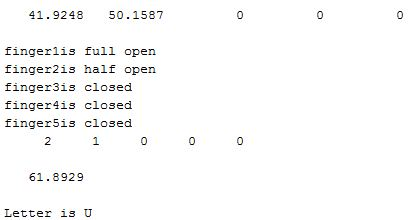 41.9248 50.1587 0 0 0
finger1is full open
finger2is half open
finger3is closed
finger4is closed
finger5is closed
2 1 0 0 0
61.8929
Letter is U